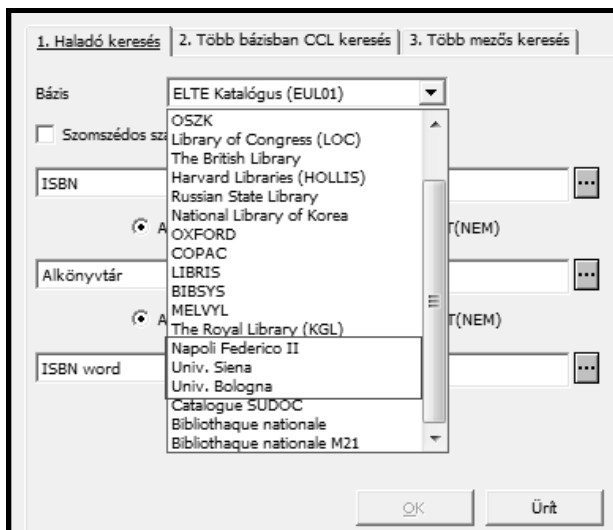 1. Haladó keresés 2. Több bázisban CCL keresés 3. Több mezős keresés
Bázis ELTE Katalógus (EUL01)
OSZK
Szomszédos
Library of Congress (LOC)
The British Library
Harvard Libraries (HOLLIS)
ISBN
Russian State Library
National Library of Korea
OXFORD
T(NEM)
COPAC
Alkönyvtár
LIBRIS
BIBSYS
MELVYL
T(NEM)
The Royal Library (KGL)
Napoli Federico II
ISBN word
Univ. Siena
Univ. Bologna
Catalogue SUDOC
Bibliothaque nationale
Bibliothaque nationale M21
OK Ürít